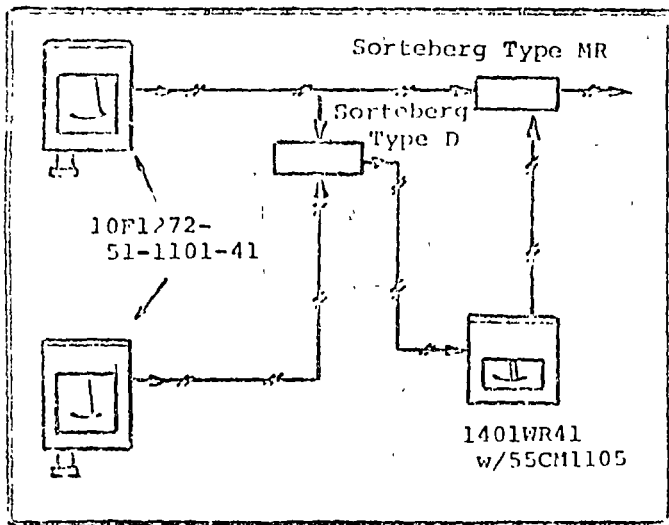 Sorteberg Type MR
Sorteberg
Type D
10F1272-
51-1101-41
1401WR41
w/55CM1105